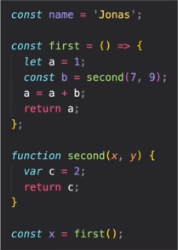 const name = 'Jonas';
const first = () => {
let a = 1;
const b = second(7, 9);
a = a + b;
return a;
};
function second(x, y) {
var c = 2;
return c;
}
const x = first();